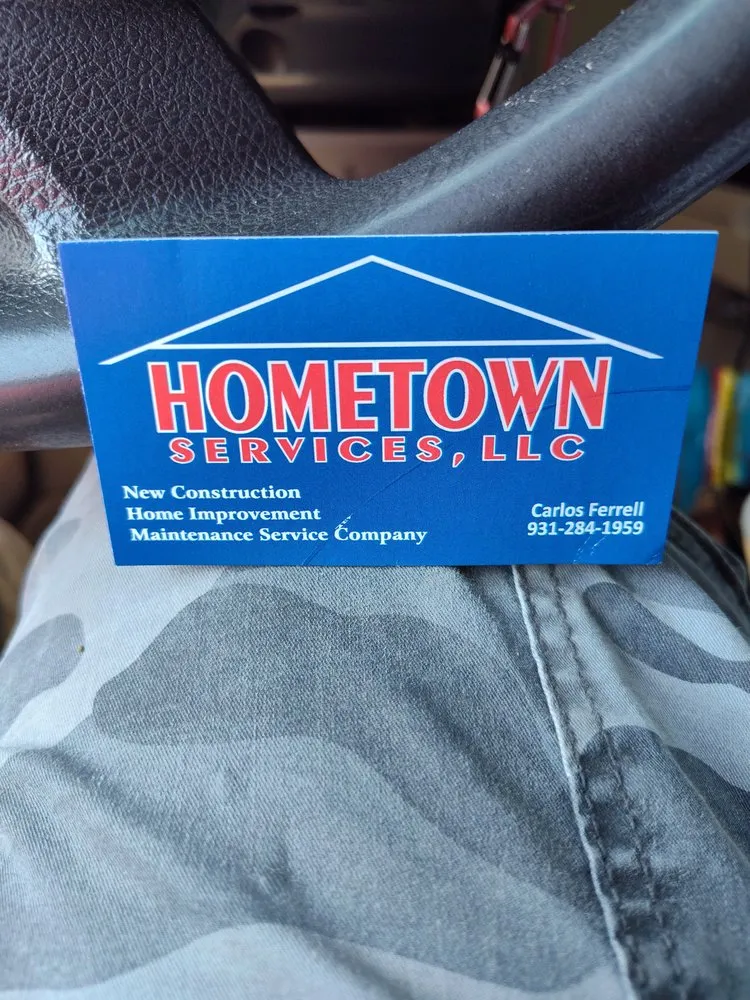 HOMETOWN
SERVICES, LLC
New Construction
Home Improvement
Maintenance Service Company
Carlos Ferrell
931-284-1959